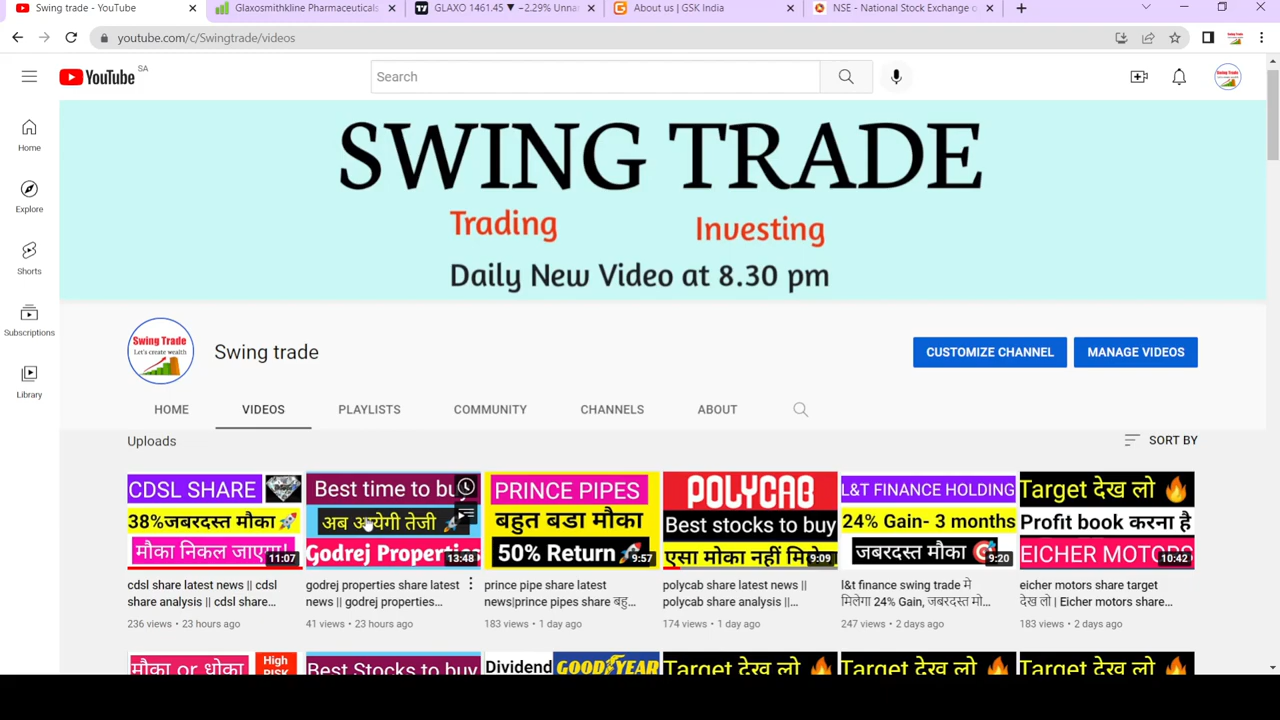 Swing trade - YouTube
Glaxosmithkline Pharmaceuticals
GLAXO 1461.45 ▼ −2.29% Unna
About us | GSK India
NSE - National Stock Exchange o
youtube.com/c/Swingtrade/videos
YouTube SA
Search
Home
Explore
Shorts
Subscriptions
Library
SWING TRADE
Trading Investing
Daily New Video at 8.30 pm
Swing Trade
Let's create wealth
Swing trade
CUSTOMIZE CHANNEL
MANAGE VIDEOS
HOME VIDEOS PLAYLISTS COMMUNITY CHANNELS ABOUT
Uploads
SORT BY
CDSL SHARE
38%जबरदस्त मौका
मौका निकल जाएगा
11:07
cdsl share latest news || cdsl
share analysis || cdsl share…
236 views • 23 hours ago
Best time to buy
अब आयेगी तेजी
Godrej Properti
13:48
godrej properties share latest
news || godrej properties…
41 views • 23 hours ago
PRINCE PIPES
बहुत बडा मौका
50% Return
9:57
prince pipe share latest
news|prince pipes share बहु…
183 views • 1 day ago
POLYCAB
Best stocks to buy
एसा मोका नहीं मि
9:09
polycab share latest news ||
polycab share analysis ||…
174 views • 1 day ago
L&T FINANCE HOLDING
24% Gain- 3 months
जबरदस्त मौका
9:20
l&t finance swing trade मे
मिलेगा 24% Gain, जबरदस्त मो…
247 views • 2 days ago
Target देख लो
Profit book करना है
EICHER MOTORS
10:42
eicher motors share target
देख लो | Eicher motors share…
183 views • 2 days ago
मौका or धोका
High
RISK
Best Stocks to buy
Dividend
GOODYEAR
Target देख लो
Target देख लो
Target देख लो